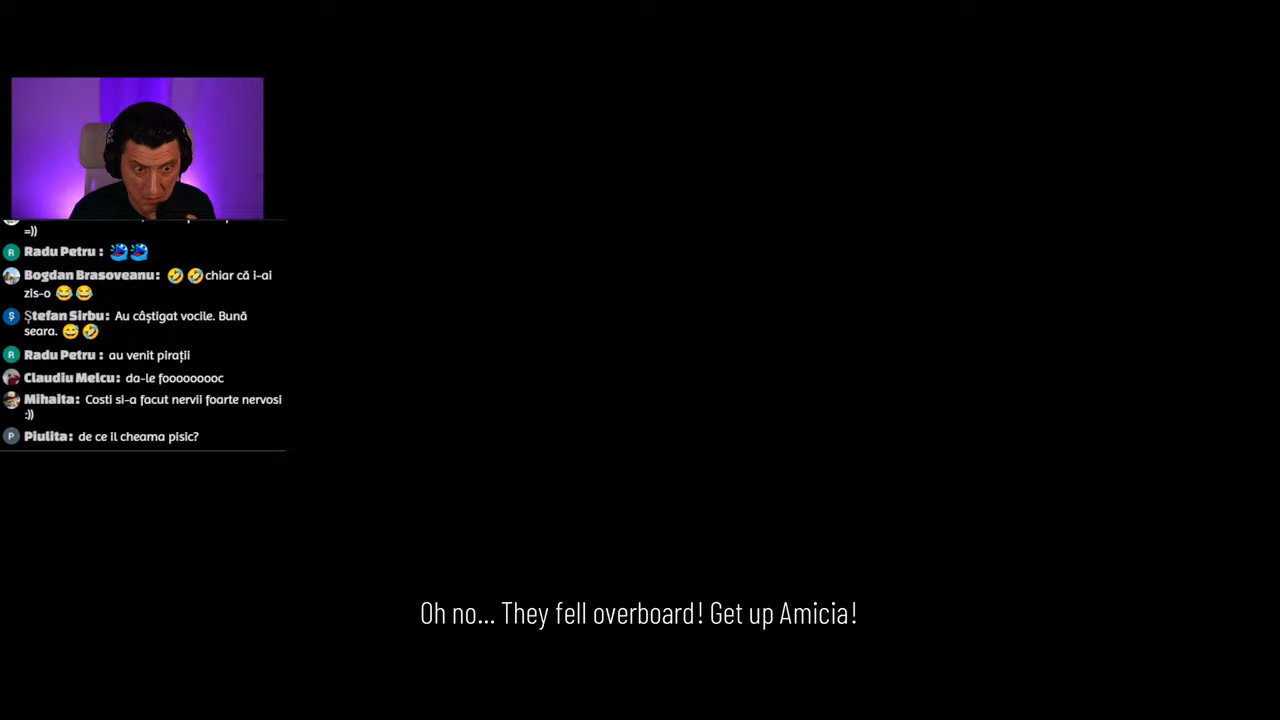 =))
Radu Petru :
Bogdan Brasoveanu: 🤣 🤣 chiar că i-ai
zis-o 😂 😂
Ștefan Sîrbu: Au câștigat vocile. Bună
seara. 😅 🤣
Radu Petru : au venit pirații
Claudiu Melcu: da-le fooooooooc
Mihaita: Costi si-a facut nervii foarte nervosi
:))
Piulita: de ce il cheama pisic?
Oh no... They fell overboard! Get up Amicia!